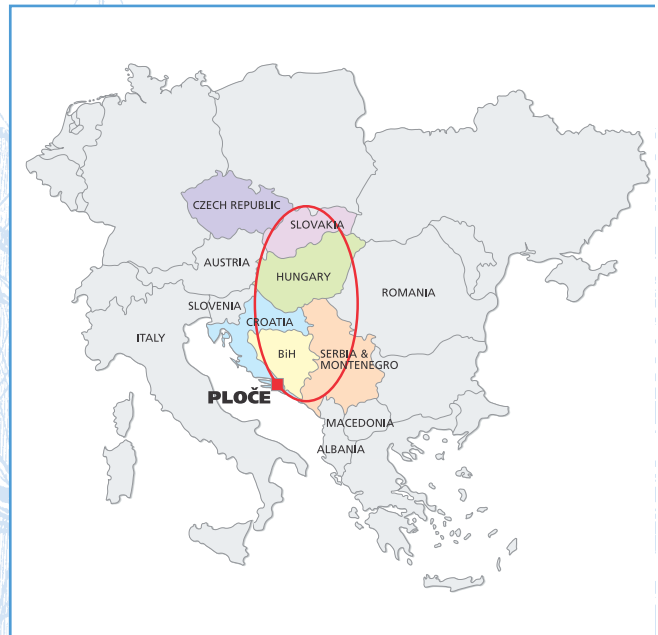 CZECH REPUBLIC
SLOVAKIA
AUSTRIA
HUNGARY
SLOVENIA
ROMANIA
CROATIA
ITALY
BiH
SERBIA &
MONTENEGRO
PLOČE
MACEDONIA
ALBANIA